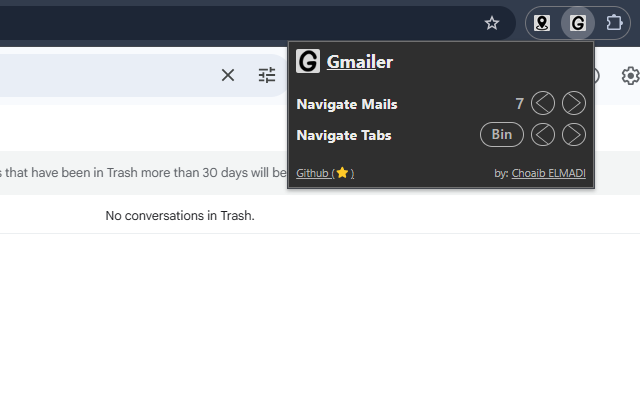 G
G Gmailer
Navigate Mails 7
Navigate Tabs Bin
s that have been in Trash more than 30 days will be
Github (⭐)
by: Choaib ELMADI
No conversations in Trash.